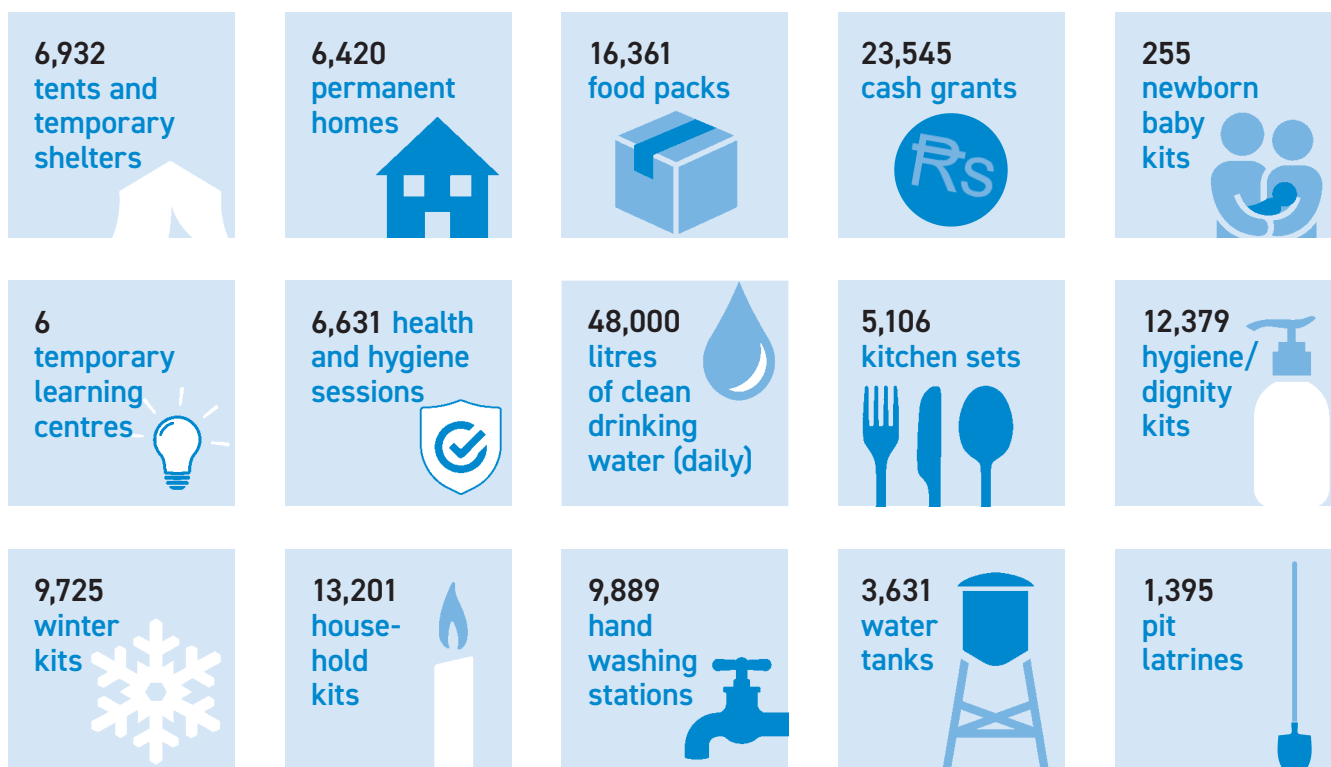 6,932
tents and
temporary
shelters
6,420
permanent
homes
16,361
food packs
23,545
cash grants
Rs
255
newborn
baby
kits
6
temporary
learning
centres
6,631 health
and hygiene
sessions
48,000
litres
of clean
drinking
water (daily)
5,106
kitchen sets
12,379
hygiene/
dignity
kits
9,725
winter
kits
13,201
house-
hold
kits
9,889
hand
washing
stations
3,631
water
tanks
1,395
pit
latrines